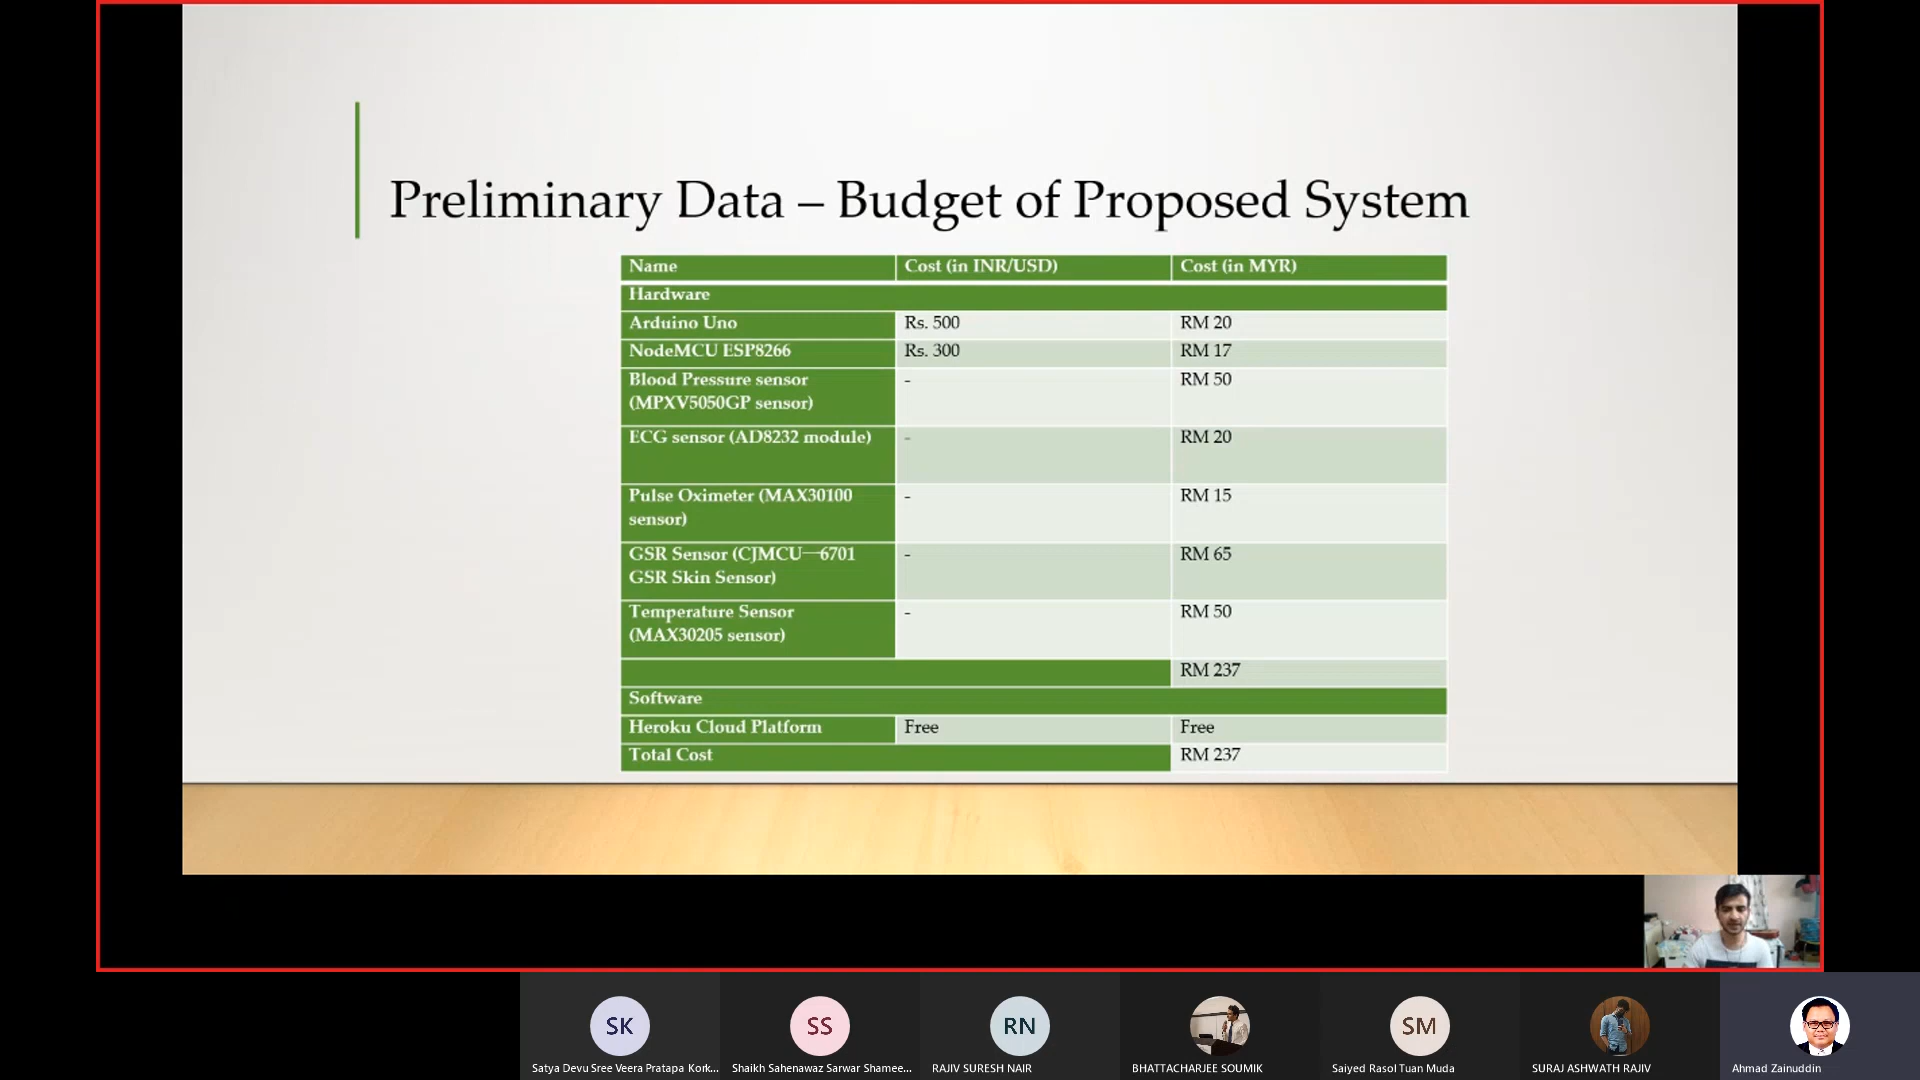 Preliminary Data – Budget of Proposed System
Name Cost (in INR/USD) Cost (in MYR)
Hardware
Arduino Uno Rs. 500 RM 20
NodeMCU ESP8266 Rs. 300 RM 17
Blood Pressure sensor - RM 50
(MPXV5050GP sensor)
ECG sensor (AD8232 module) - RM 20
Pulse Oximeter (MAX30100 - RM 15
sensor)
GSR Sensor (CJMCU—6701 - RM 65
GSR Skin Sensor)
Temperature Sensor - RM 50
(MAX30205 sensor)
RM 237
Software
Heroku Cloud Platform Free Free
Total Cost RM 237
SK SS RN SM
Satya Devu Sree Veera Pratapa Kork... Shaikh Sahenawaz Sarwar Shamee... RAJIV SURESH NAIR BHATTACHARJEE SOUMIK Saiyed Rasol Tuan Muda SURAJ ASHWATH RAJIV Ahmad Zainuddin